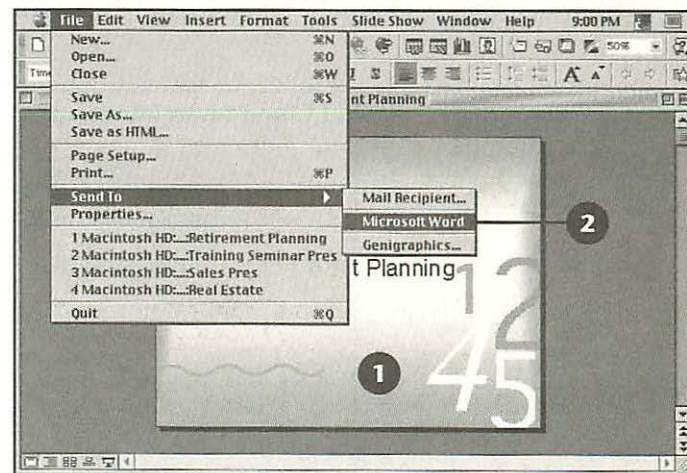 File Edit View Insert Format Tools Slide Show Window Help 9:00 PM
New... ⌘N
Open... ⌘O
Close ⌘W
50%
Time
Save ⌘S
nt Planning
Save As...
Save as HTML...
Page Setup...
Print... ⌘P
Send To
Mail Recipient...
Properties...
Microsoft Word
2
1 Macintosh HD:...:Retirement Planning
Genigraphics...
2 Macintosh HD:...:Training Seminar Pres
3 Macintosh HD:...:Sales Pres
t Planning
4 Macintosh HD:...:Real Estate
Quit ⌘Q
12
45
1